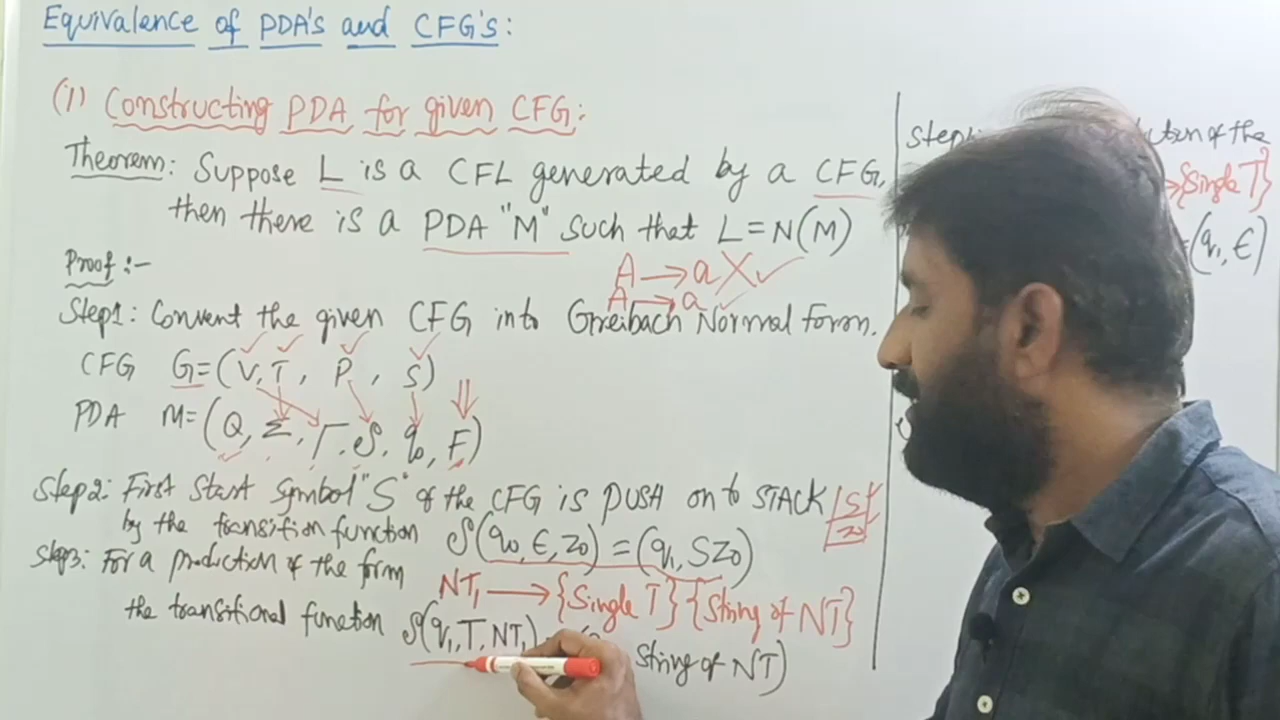 Equivalence of PDA's and CFG's:
(1) Constructing PDA for given CFG:
Theorem: Suppose L is a CFL generated by a CFG,
then there is a PDA "M" such that L=N(M)
Proof:-
A→a X ✓
A→a ✓
Step1: Convert the given CFG into Greibach Normal form.
CFG G=(V,T, P, S)
PDA M=(Q, Σ, Γ, δ, q0, F)
Step2: First Start Symbol "S" of the CFG is PUSH on to STACK
S
Z0
by the transition function δ(q0, ϵ, Z0) = (q1, SZ0)
Step3: For a production of the form
NT1 → {Single T} {String of NT}
the transitional function δ(q1, T, NT1)
String of NT)
Step
of the
→{Single T}
(q1, ϵ)